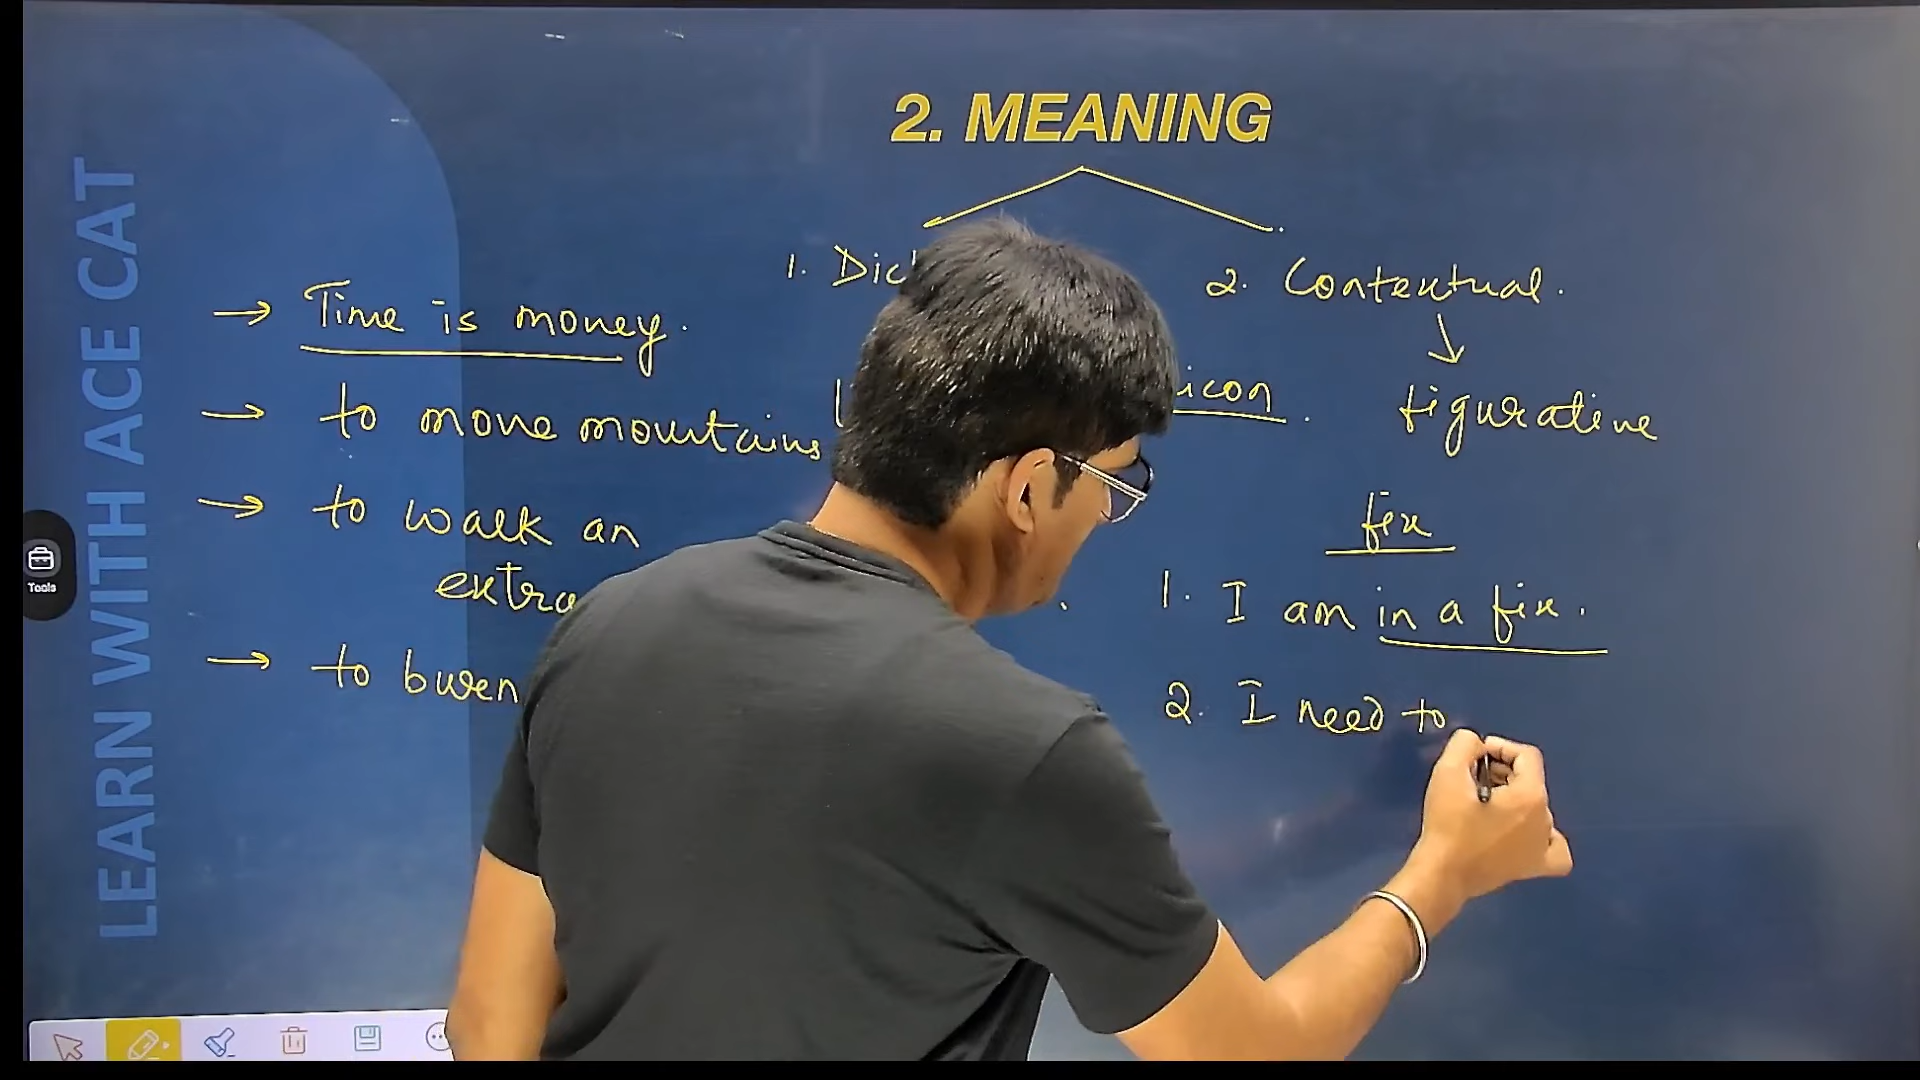 2. MEANING
1. Dic
2. Contextual.
figurative
icon.
→ Time is money.
→ to move mountains
→ to walk an
extra
→ to buren
fix
1. I am in a fix.
2. I need to
LEARN WITH ACE CAT
Tools